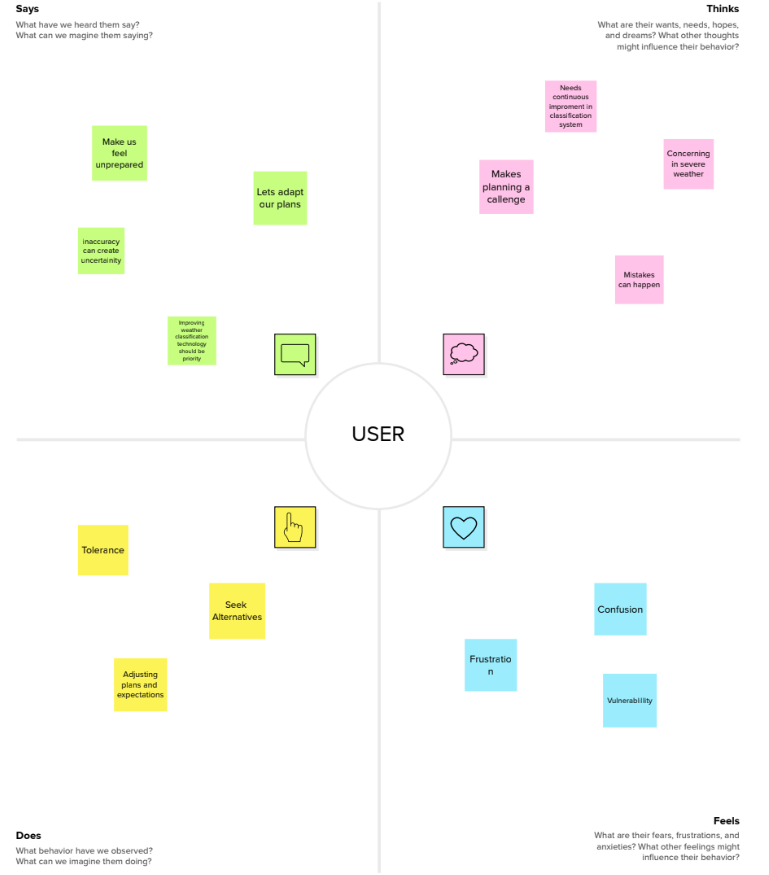 Says
What have we heard them say?
What can we magine them saying?
Thinks
What are their wants, needs, hopes,
and dreams? What other thoughts
might influence their behavior?
Make us
feel
unprepared
Lets adapt
our plans
inaccuracy
can create
uncertainity
Improving
weather
classification
technology
should be
priority
Needs
continuous
improment in
classification
system
Concerning
in severe
weather
Makes
planning a
callenge
Mistakes
can happen
USER
Tolerance
Seek
Alternatives
Adjusting
plans and
expectations
Confusion
Frustratio
n
Vulnerablility
Does
What behavior have we observed?
What can we imagine them doing?
Feels
What are their fears, frustrations, and
anxieties? What other feelings might
influence their behavior?